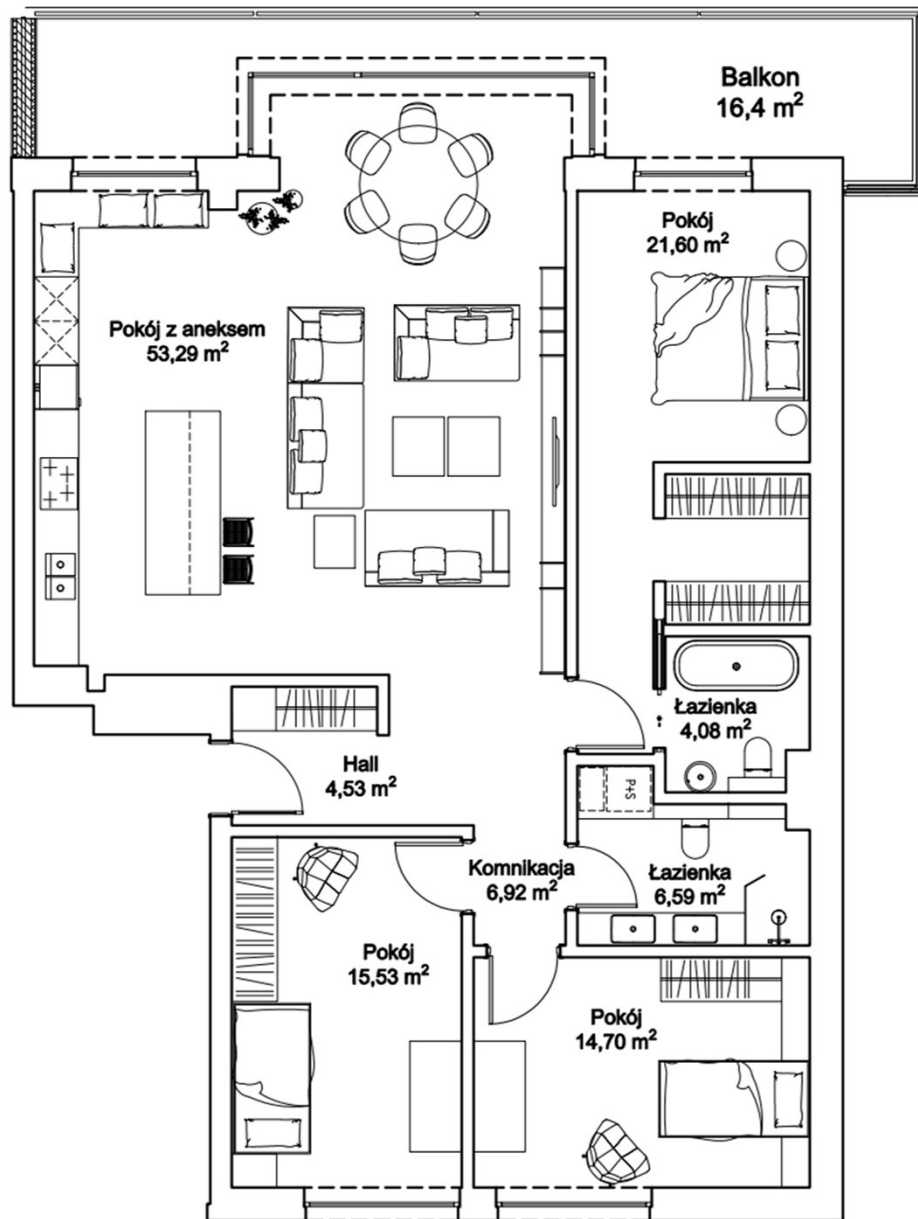 Balkon
16,4 m²
Pokój
21,60 m²
Pokój z aneksem
53,29 m²
Łazienka
4,08 m²
Hall
4,53 m²
P+S
Komnikacja
6,92 m²
Łazienka
6,59 m²
Pokój
15,53 m²
Pokój
14,70 m²